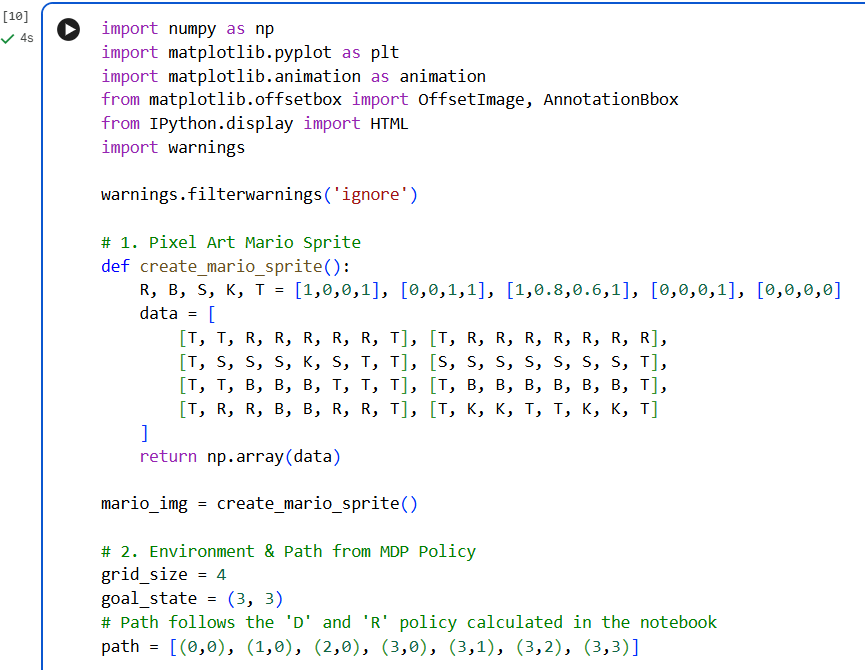 [10]
4s
import numpy as np
import matplotlib.pyplot as plt
import matplotlib.animation as animation
from matplotlib.offsetbox import OffsetImage, AnnotationBbox
from IPython.display import HTML
import warnings

warnings.filterwarnings('ignore')

# 1. Pixel Art Mario Sprite
def create_mario_sprite():
    R, B, S, K, T = [1,0,0,1], [0,0,1,1], [1,0.8,0.6,1], [0,0,0,1], [0,0,0,0]
    data = [
        [T, T, R, R, R, R, R, T], [T, R, R, R, R, R, R, R],
        [T, S, S, S, K, S, T, T], [S, S, S, S, S, S, S, T],
        [T, T, B, B, B, T, T, T], [T, B, B, B, B, B, B, T],
        [T, R, R, B, B, R, R, T], [T, K, K, T, T, K, K, T]
    ]
    return np.array(data)

mario_img = create_mario_sprite()

# 2. Environment & Path from MDP Policy
grid_size = 4
goal_state = (3, 3)
# Path follows the 'D' and 'R' policy calculated in the notebook
path = [(0,0), (1,0), (2,0), (3,0), (3,1), (3,2), (3,3)]